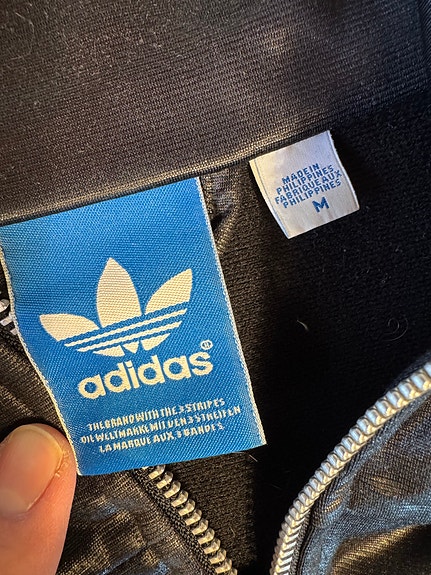 adidas®
THE BRAND WITH THE 3 STRIPES
DIE WELTMARKE MIT DEN 3 STREIFEN
LA MARQUE AUX 3 BANDES
MADE IN
PHILIPPINES
FABRIQUE AUX
PHILIPPINES
M